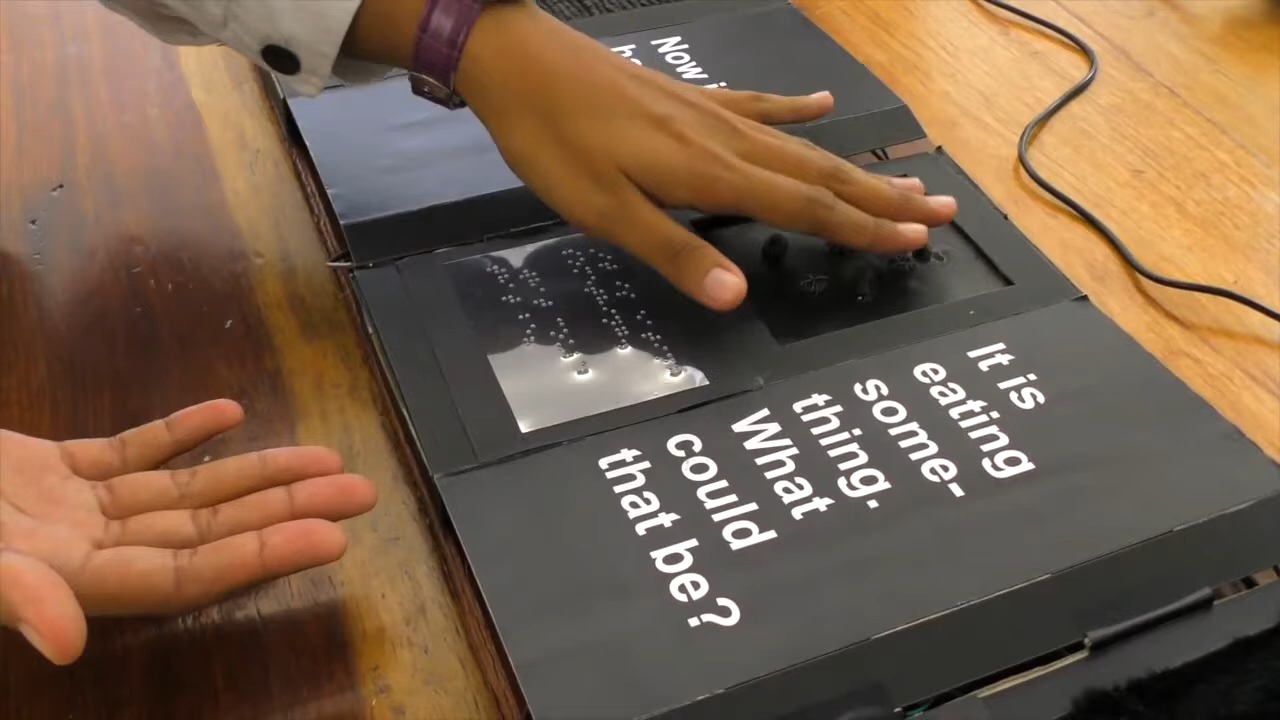 Now i
It is
eating
some-
thing.
What
could
that be?